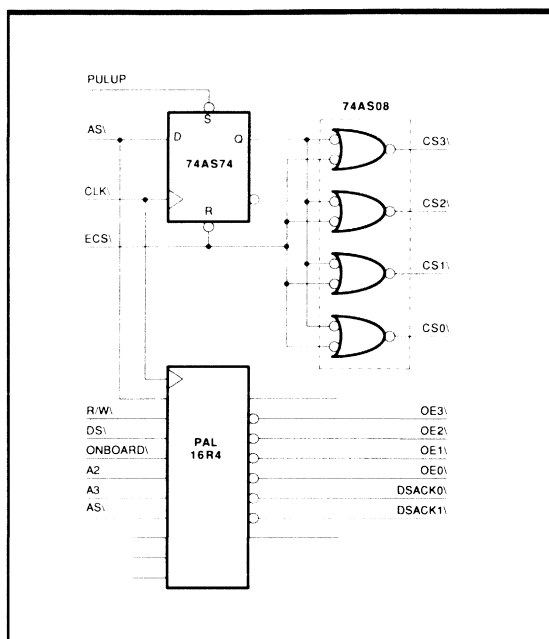 PULUP
74AS08
AS\
D
S
Q
74AS74
CS3\
CLK\
CS2\
R
ECS\
CS1\
CS0\
R/W\
OE3\
DS\
PAL
OE2\
ONBOARD\
16R4
OE1\
A2
OE0\
A3
DSACK0\
AS\
DSACK1\